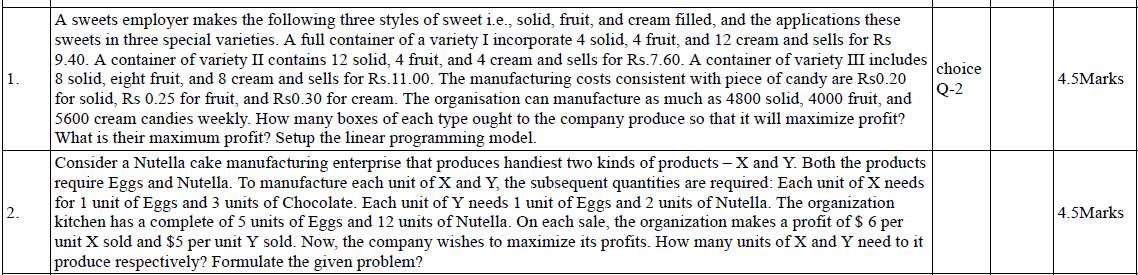 A sweets employer makes the following three styles of sweet i.e., solid, fruit, and cream filled, and the applications these
sweets in three special varieties. A full container of a variety I incorporate 4 solid, 4 fruit, and 12 cream and sells for Rs
9.40. A container of variety II contains 12 solid, 4 fruit, and 4 cream and sells for Rs.7.60. A container of variety III includes
1.
8 solid, eight fruit, and 8 cream and sells for Rs.11.00. The manufacturing costs consistent with piece of candy are Rs0.20
for solid, Rs 0.25 for fruit, and Rs0.30 for cream. The organisation can manufacture as much as 4800 solid, 4000 fruit, and
5600 cream candies weekly. How many boxes of each type ought to the company produce so that it will maximize profit?
What is their maximum profit? Setup the linear programming model.
choice
Q-2
4.5Marks
2.
Consider a Nutella cake manufacturing enterprise that produces handiest two kinds of products – X and Y. Both the products
require Eggs and Nutella. To manufacture each unit of X and Y, the subsequent quantities are required: Each unit of X needs
for 1 unit of Eggs and 3 units of Chocolate. Each unit of Y needs 1 unit of Eggs and 2 units of Nutella. The organization
kitchen has a complete of 5 units of Eggs and 12 units of Nutella. On each sale, the organization makes a profit of $ 6 per
unit X sold and $5 per unit Y sold. Now, the company wishes to maximize its profits. How many units of X and Y need to it
produce respectively? Formulate the given problem?
4.5Marks